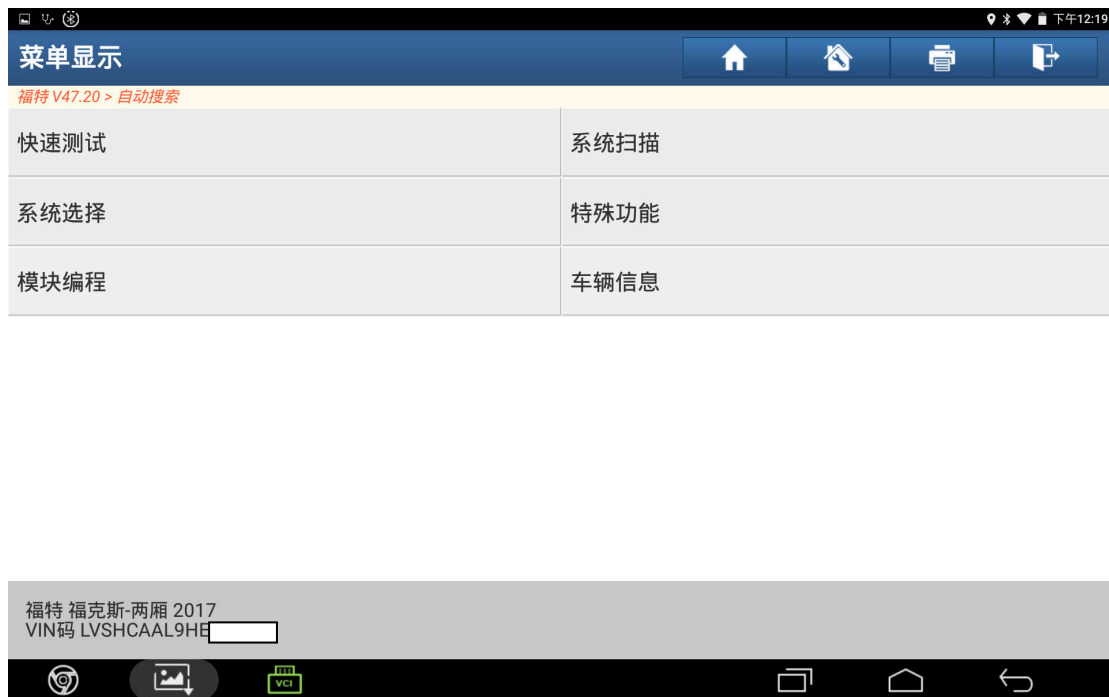 下午12:19
菜单显示
福特 V47.20 > 自动搜索
快速测试
系统扫描
系统选择
特殊功能
模块编程
车辆信息
福特 福克斯-两厢 2017
VIN码 LVSHCAAL9HE
VCI